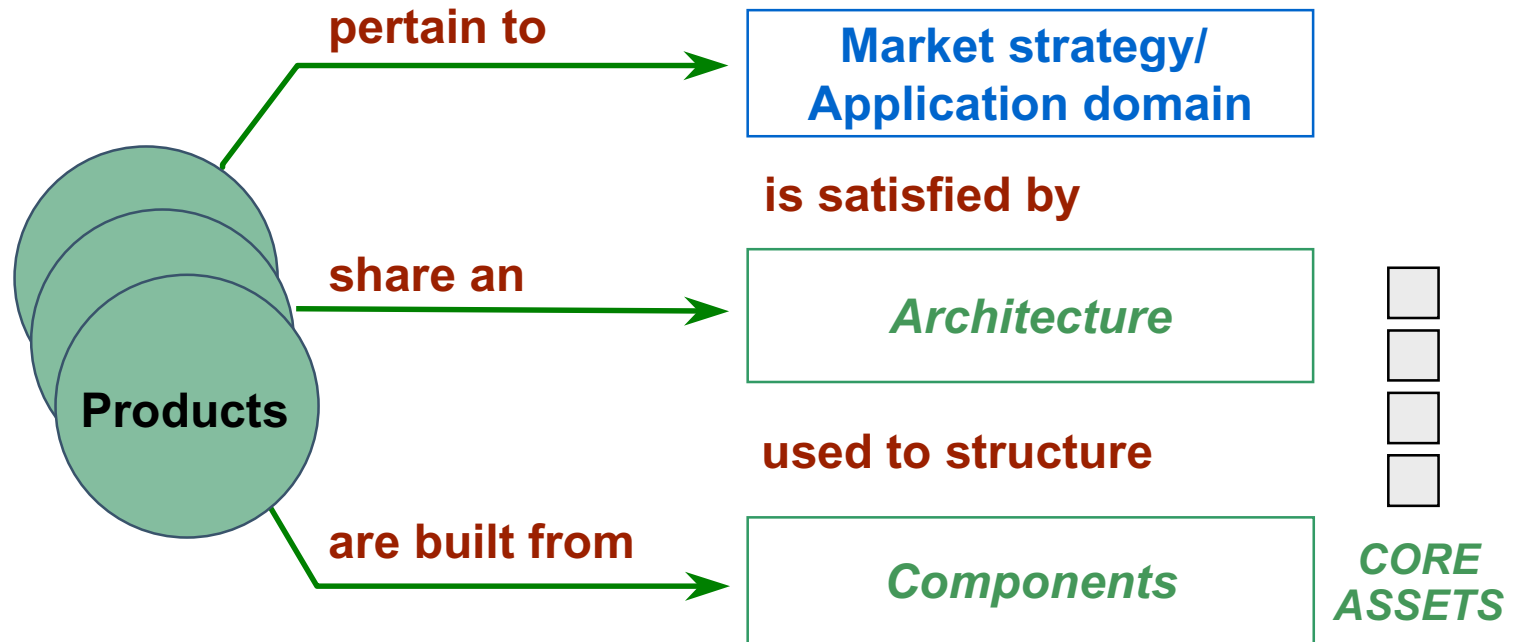 pertain to
Market strategy/
Application domain
is satisfied by
share an
Architecture
Products
used to structure
are built from
Components
CORE
ASSETS